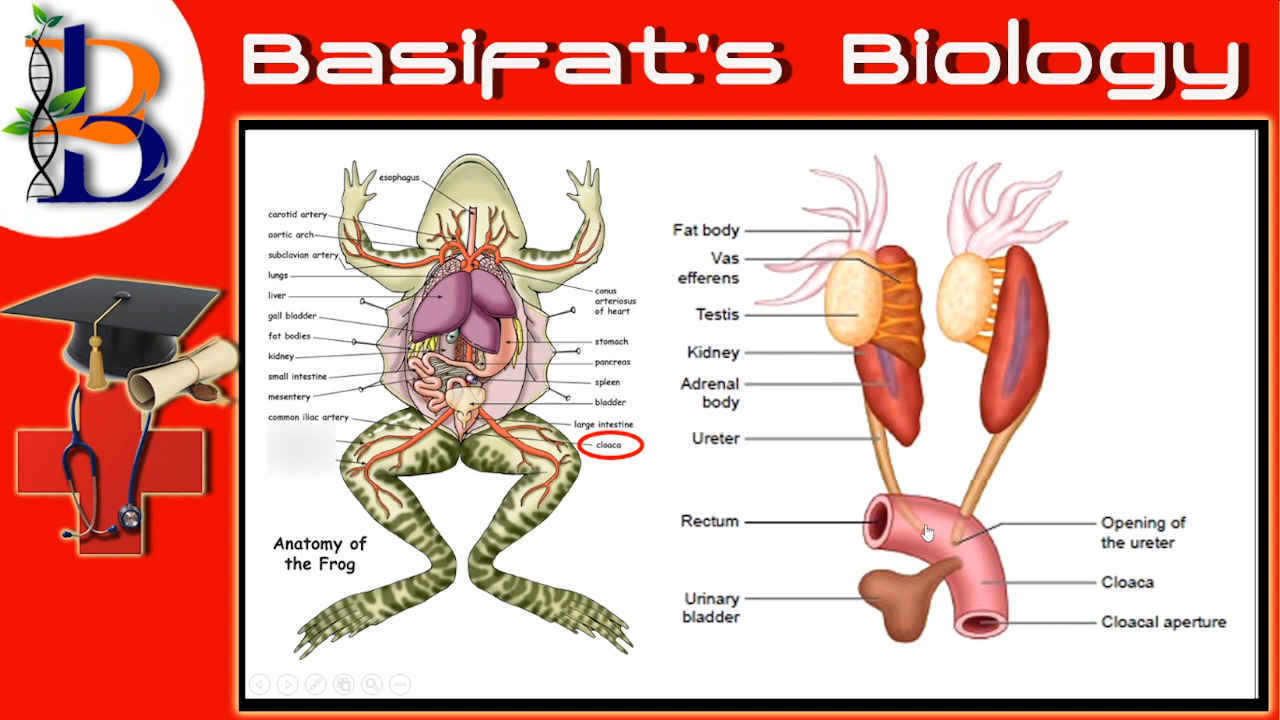 Basifat's Biology
esophagus
carotid artery
aortic arch
subclavian artery
lungs
liver
gall bladder
fat bodies
kidney
small intestine
mesentery
common iliac artery
conus
arteriosus
of heart
stomach
pancreas
spleen
bladder
large intestine
cloaca
Anatomy of
the Frog
Fat body
Vas
efferens
Testis
Kidney
Adrenal
body
Ureter
Rectum
Urinary
bladder
Opening of
the ureter
Cloaca
Cloacal aperture